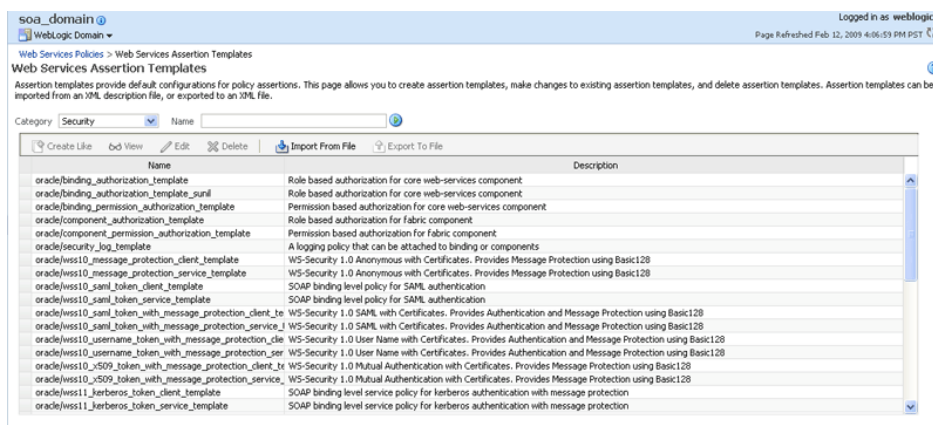 soa_domain
Logged in as weblogic
WebLogic Domain
Page Refreshed Feb 12, 2009 4:06:59 PM PST
Web Services Policies > Web Services Assertion Templates
Web Services Assertion Templates
Assertion templates provide default configurations for policy assertions. This page allows you to create assertion templates, make changes to existing assertion templates, and delete assertion templates. Assertion templates can be
imported from an XML description file, or exported to an XML file.
Category Security Name
Create Like View Edit Delete Import From File Export To File
Name Description
oracle/binding_authorization_template Role based authorization for core web-services component
oracle/binding_authorization_template_sunil Role based authorization for core web-services component
oracle/binding_permission_authorization_template Permission based authorization for core web-services component
oracle/component_authorization_template Role based authorization for fabric component
oracle/component_permission_authorization_template Permission based authorization for fabric component
oracle/security_log_template A logging policy that can be attached to binding or components
oracle/wss10_message_protection_client_template WS-Security 1.0 Anonymous with Certificates. Provides Message Protection using Basic128
oracle/wss10_message_protection_service_template WS-Security 1.0 Anonymous with Certificates. Provides Message Protection using Basic128
oracle/wss10_saml_token_client_template SOAP binding level policy for SAML authentication
oracle/wss10_saml_token_service_template SOAP binding level policy for SAML authentication
oracle/wss10_saml_token_with_message_protection_client_te WS-Security 1.0 SAML with Certificates. Provides Authentication and Message Protection using Basic128
oracle/wss10_saml_token_with_message_protection_service_t WS-Security 1.0 SAML with Certificates. Provides Authentication and Message Protection using Basic128
oracle/wss10_username_token_with_message_protection_clie WS-Security 1.0 User Name with Certificates. Provides Authentication and Message Protection using Basic128
oracle/wss10_username_token_with_message_protection_ser WS-Security 1.0 User Name with Certificates. Provides Authentication and Message Protection using Basic128
oracle/wss10_x509_token_with_message_protection_client_te WS-Security 1.0 Mutual Authentication with Certificates. Provides Message Protection using Basic128
oracle/wss10_x509_token_with_message_protection_service_ WS-Security 1.0 Mutual Authentication with Certificates. Provides Message Protection using Basic128
oracle/wss11_kerberos_token_client_template SOAP binding level service policy for kerberos authentication with message protection
oracle/wss11_kerberos_token_service_template SOAP binding level service policy for kerberos authentication with message protection